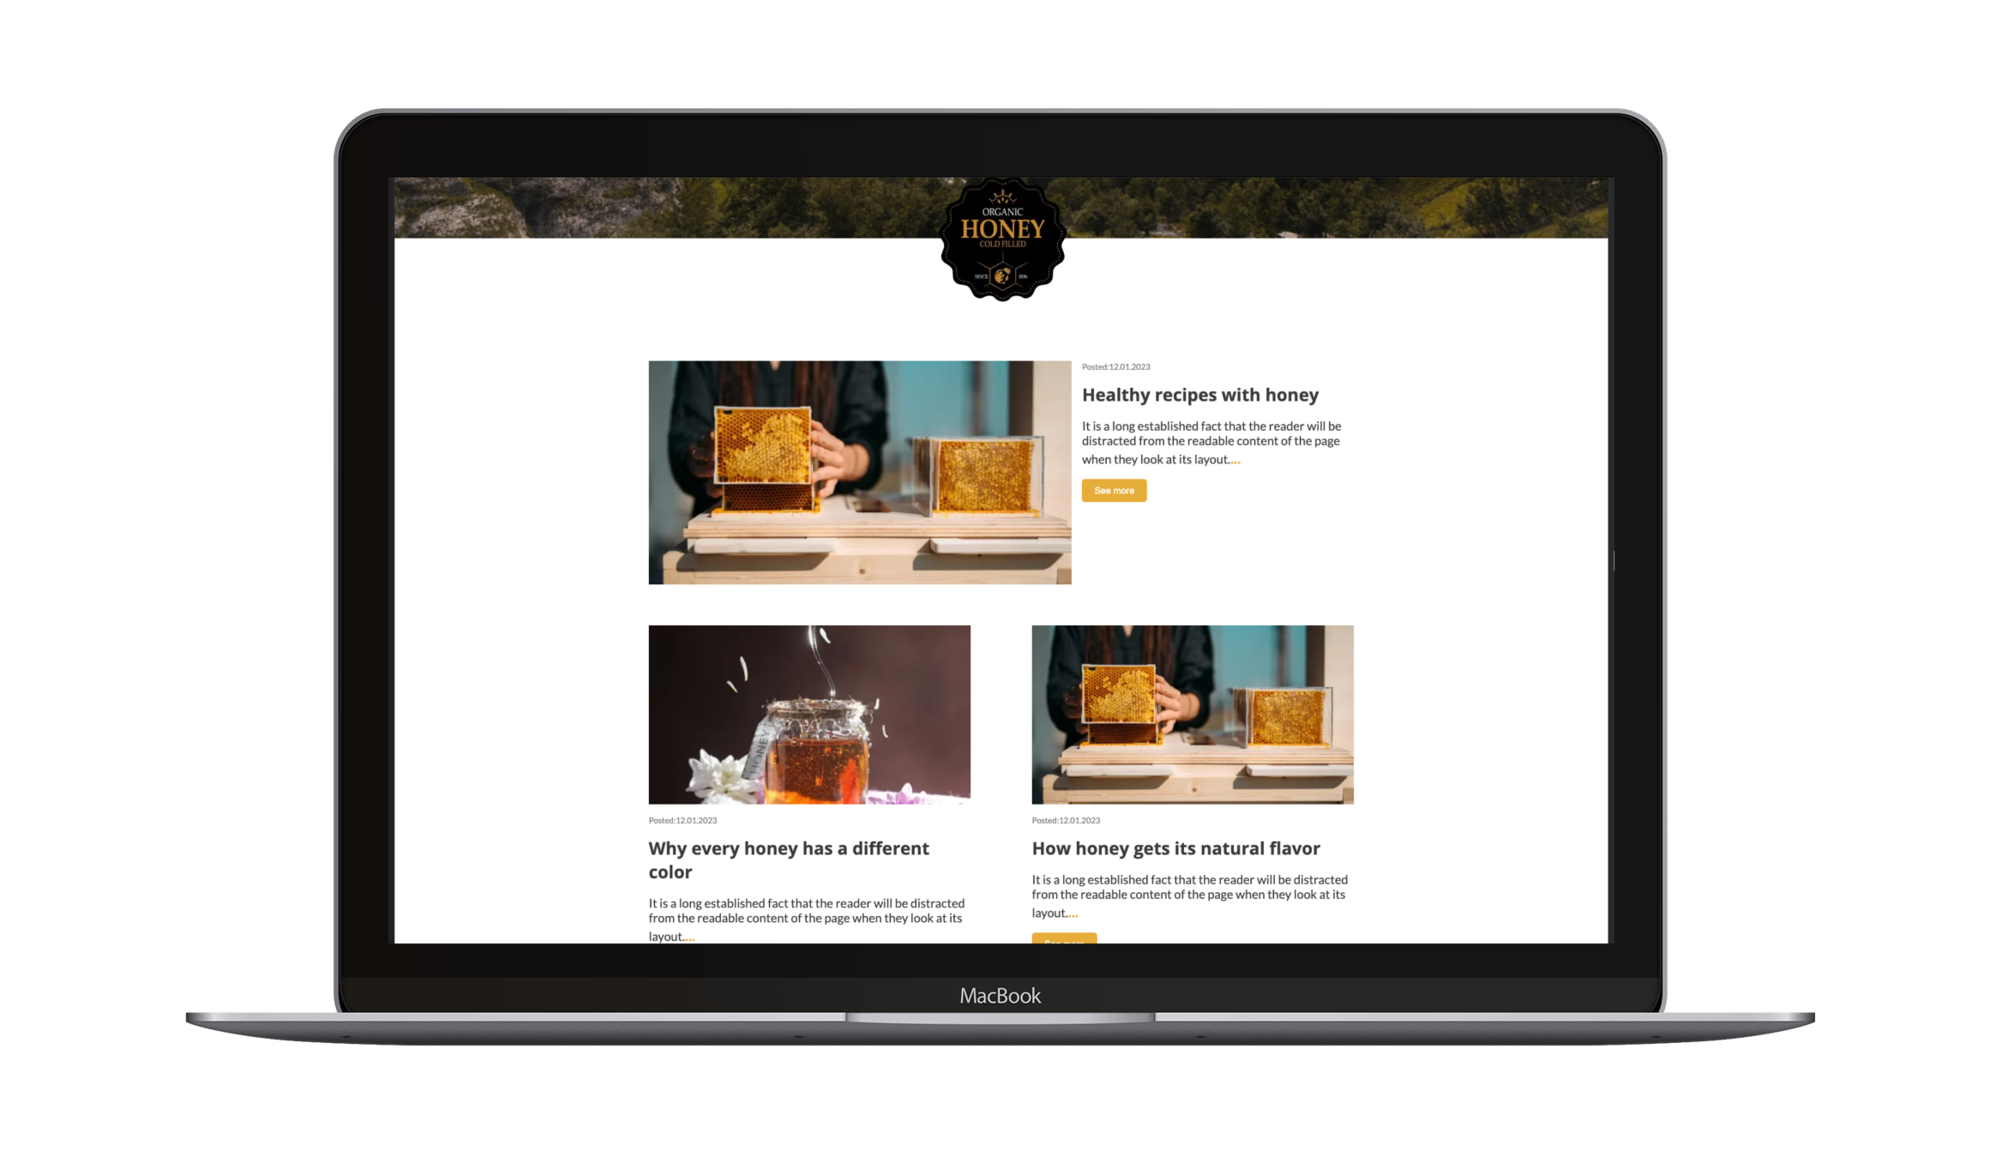 ORGANIC
HONEY
COLD FILLED
SINCE
Posted:12.01.2023
Healthy recipes with honey
It is a long established fact that the reader will be
distracted from the readable content of the page
when they look at its layout....
See more
HONEY
Posted:12.01.2023
Why every honey has a different
color
It is a long established fact that the reader will be distracted
from the readable content of the page when they look at its
layout....
Posted:12.01.2023
How honey gets its natural flavor
It is a long established fact that the reader will be distracted
from the readable content of the page when they look at its
layout....
See more
MacBook